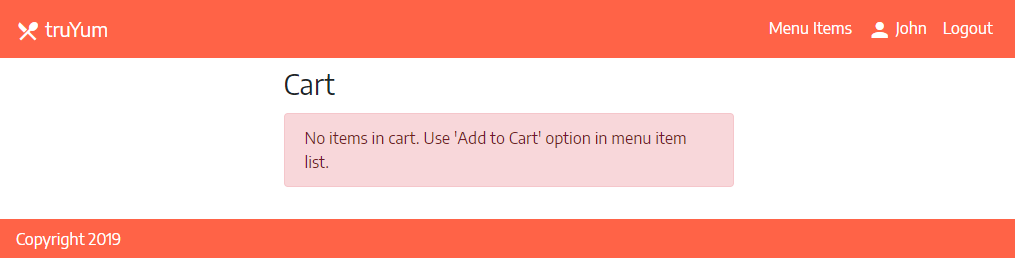 truYum
Menu Items John Logout
Cart
No items in cart. Use 'Add to Cart' option in menu item
list.
Copyright 2019